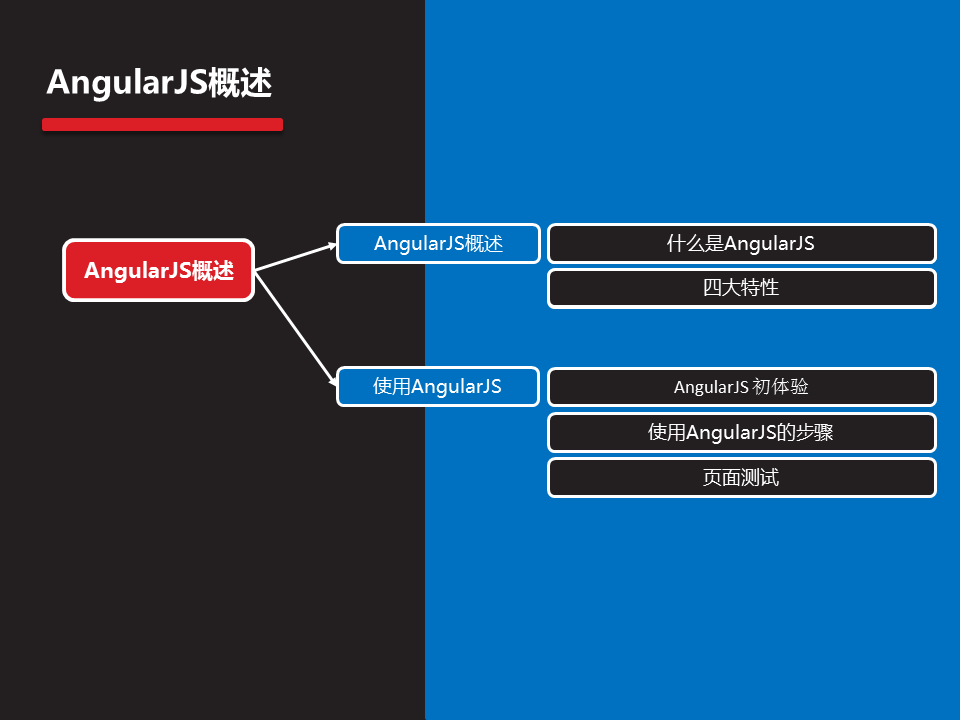 AngularJS概述
AngularJS概述
AngularJS概述
什么是AngularJS
四大特性
使用AngularJS
AngularJS 初体验
使用AngularJS的步骤
页面测试